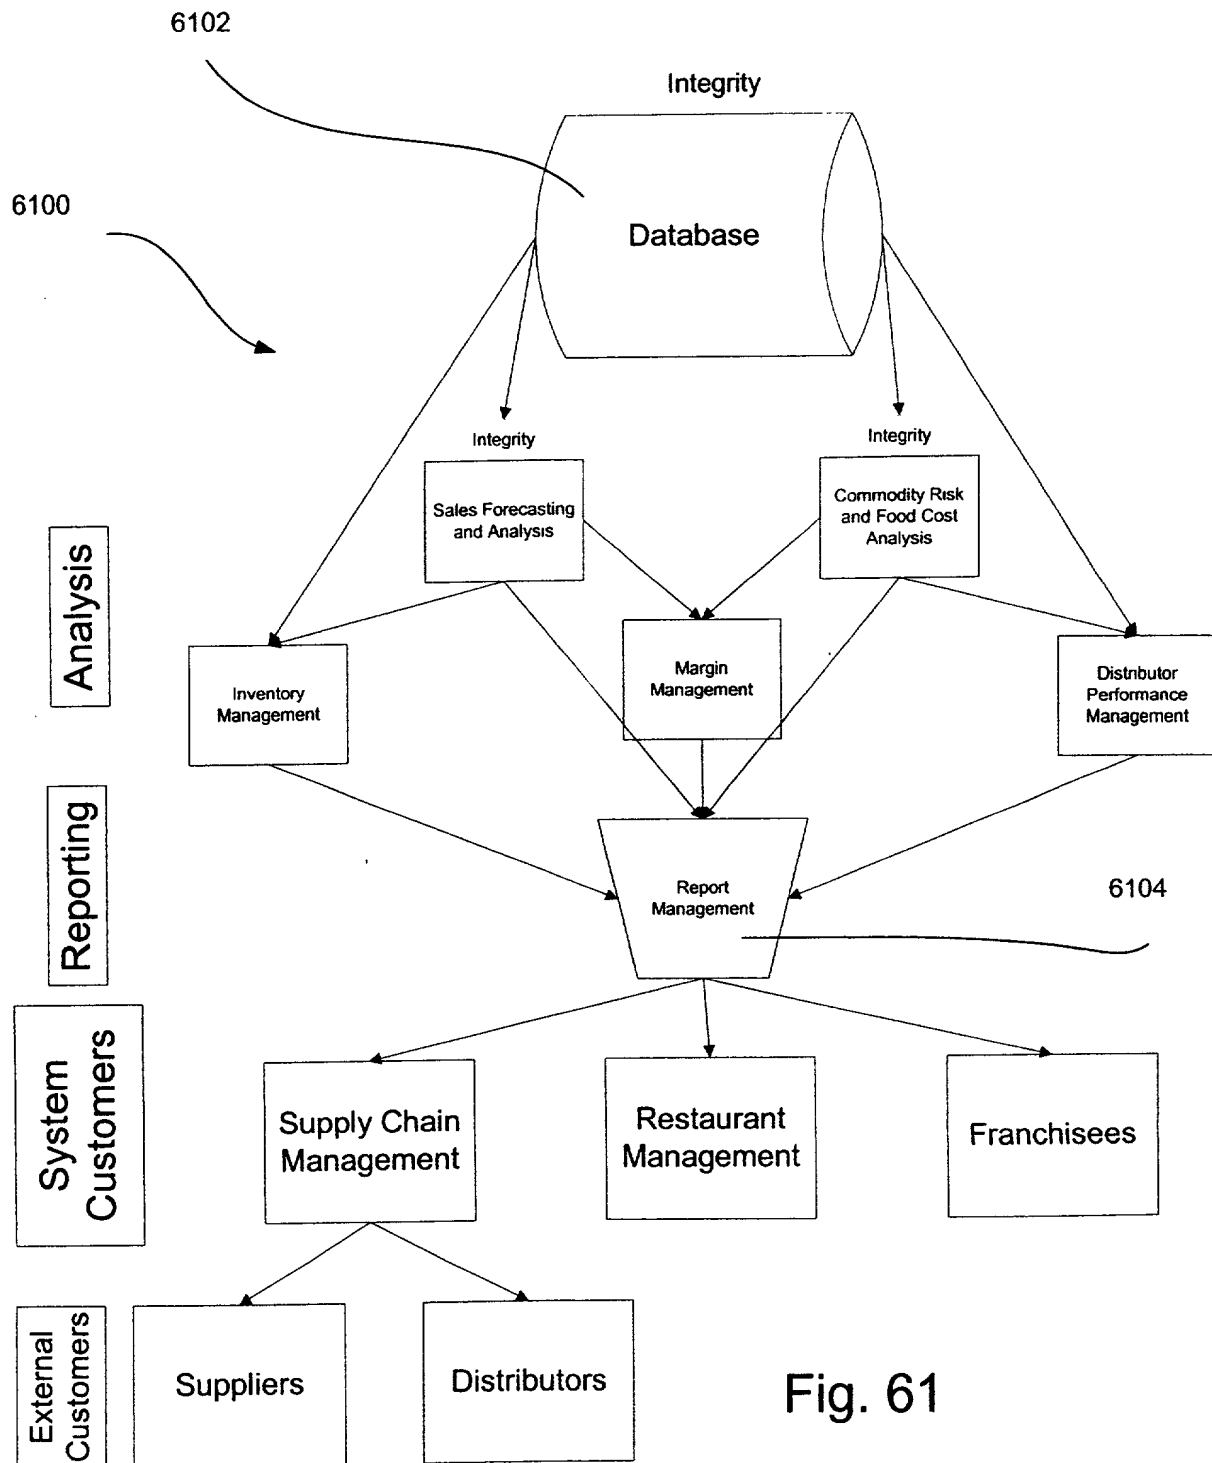 6102
Integrity
6100
Database
Integrity
Integrity
Sales Forecasting
and Analysis
Commodity Risk
and Food Cost
Analysis
Analysis
Inventory
Management
Margin
Management
Distributor
Performance
Management
Reporting
Report
Management
6104
System
Customers
Supply Chain
Management
Restaurant
Management
Franchisees
External
Customers
Suppliers
Distributors
Fig. 61